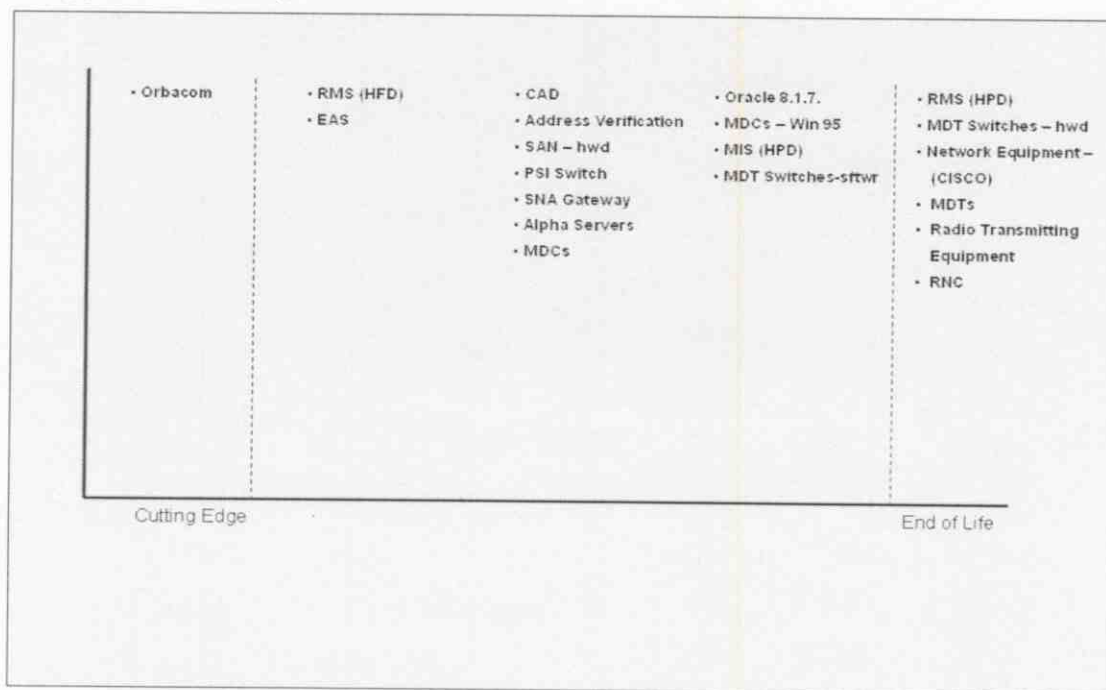 · Orbacom
· RMS (HFD)
· EAS
· CAD
· Address Verification
· SAN – hwd
· PSI Switch
· SNA Gateway
· Alpha Servers
· MDCs
· Oracle 8.1.7.
· MDCs – Win 95
· MIS (HPD)
· MDT Switches-sftwr
· RMS (HPD)
· MDT Switches – hwd
· Network Equipment –
(CISCO)
· MDTs
· Radio Transmitting
Equipment
· RNC
Cutting Edge
End of Life